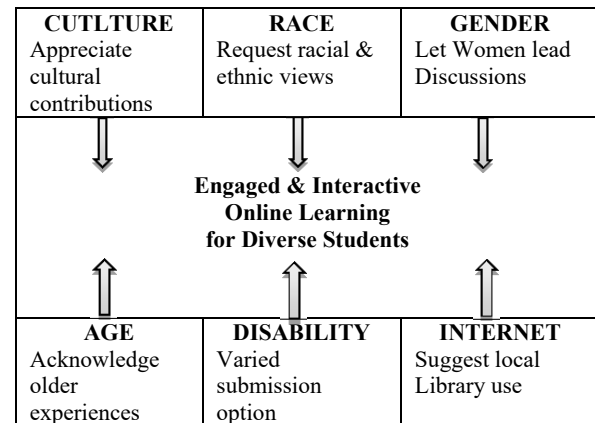 CUTLTURE
Appreciate
cultural
contributions
RACE
Request racial &
ethnic views
GENDER
Let Women lead
Discussions
Engaged & Interactive
Online Learning
for Diverse Students
AGE
Acknowledge
older
experiences
DISABILITY
Varied
submission
option
INTERNET
Suggest local
Library use